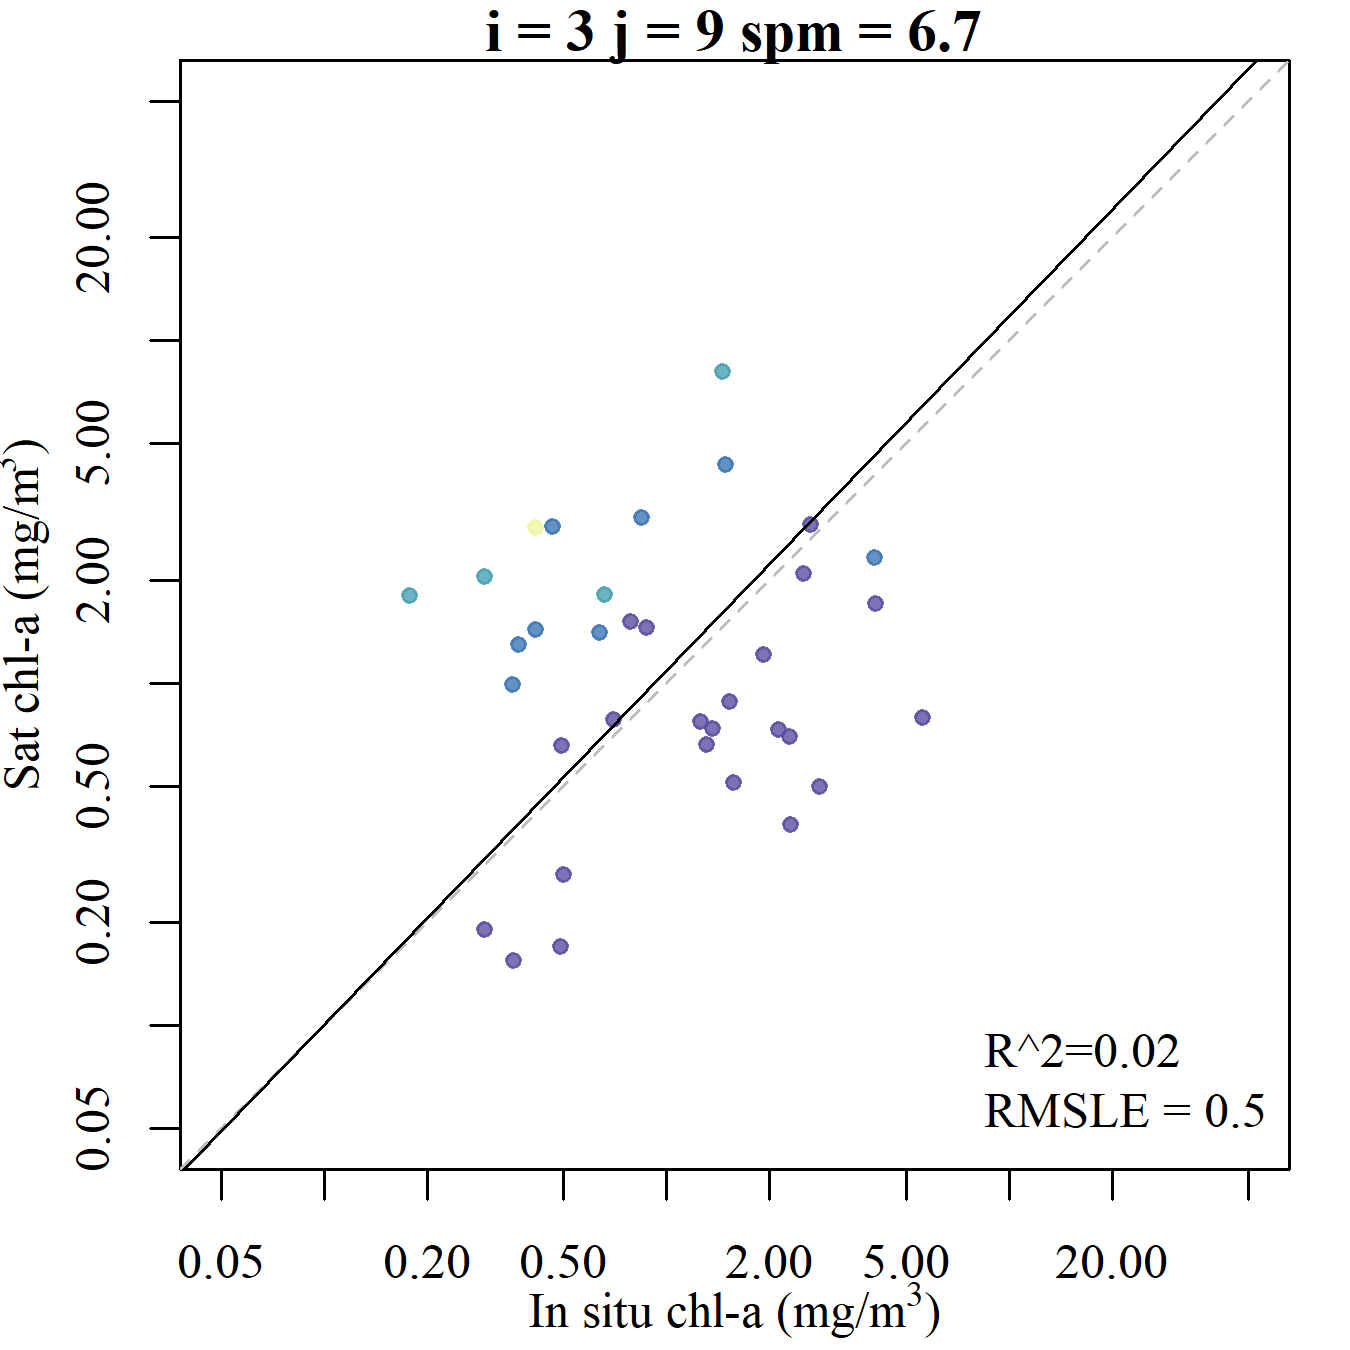 i = 3 j = 9 spm = 6.7
Sat chl-a (mg/m³)
20.00
5.00
2.00
0.50
0.20
0.05
R^2=0.02
RMSLE = 0.5
0.05 0.20 0.50 2.00 5.00 20.00
In situ chl-a (mg/m³)